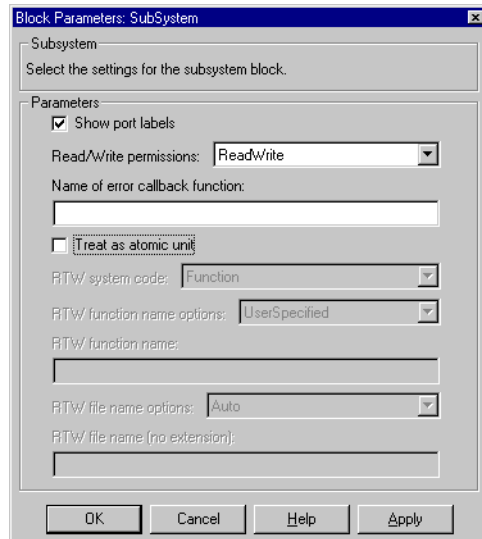 Block Parameters: SubSystem
Subsystem
Select the settings for the subsystem block.
Parameters
Show port labels
Read/Write permissions: ReadWrite
Name of error callback function:
Treat as atomic unit
RTW system code: Function
RTW function name options: UserSpecified
RTW function name:
RTW file name options: Auto
RTW file name (no extension):
OK Cancel Help Apply